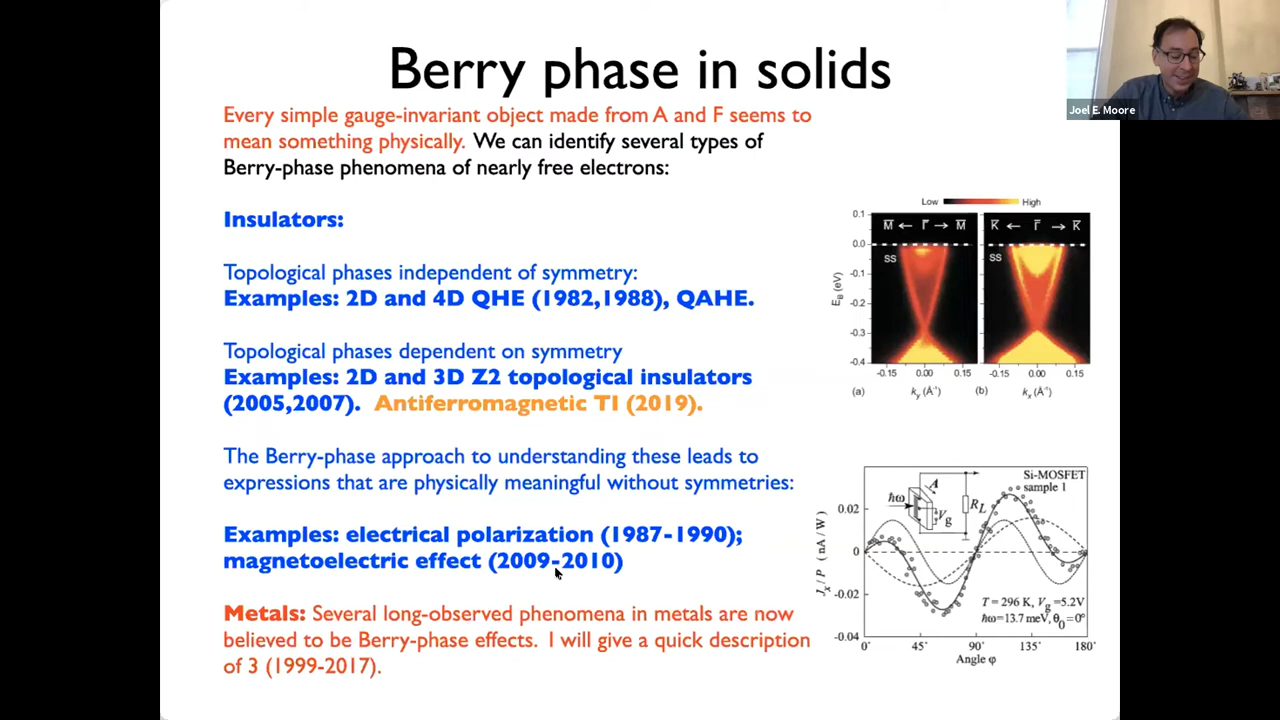 Berry phase in solids
Joel E. Moore
Every simple gauge-invariant object made from A and F seems to
mean something physically. We can identify several types of
Berry-phase phenomena of nearly free electrons:
Insulators:
Topological phases independent of symmetry:
Examples: 2D and 4D QHE (1982,1988), QAHE.
Topological phases dependent on symmetry
Examples: 2D and 3D Z2 topological insulators
(2005,2007). Antiferromagnetic TI (2019).
The Berry-phase approach to understanding these leads to
expressions that are physically meaningful without symmetries:
Examples: electrical polarization (1987-1990);
magnetoelectric effect (2009-2010)
Metals: Several long-observed phenomena in metals are now
believed to be Berry-phase effects. I will give a quick description
of 3 (1999-2017).
Low High
M̅ ← Γ̅ → M̅ K̅ ← Γ̅ → K̅
SS SS
E_B (eV)
0.1
0.0
-0.1
-0.2
-0.3
-0.4
-0.15 0.00 0.15 -0.15 0.00 0.15
(a) k_y (Å⁻¹) (b) k_x (Å⁻¹)
Si-MOSFET
sample 1
A
ħω
V_g
R_L
J_x / P ( nA / W )
0.02
0
-0.02
-0.04
T = 296 K, V_g =5.2V
ħω=13.7 meV, θ_0 = 0°
0° 45° 90° 135° 180°
Angle φ